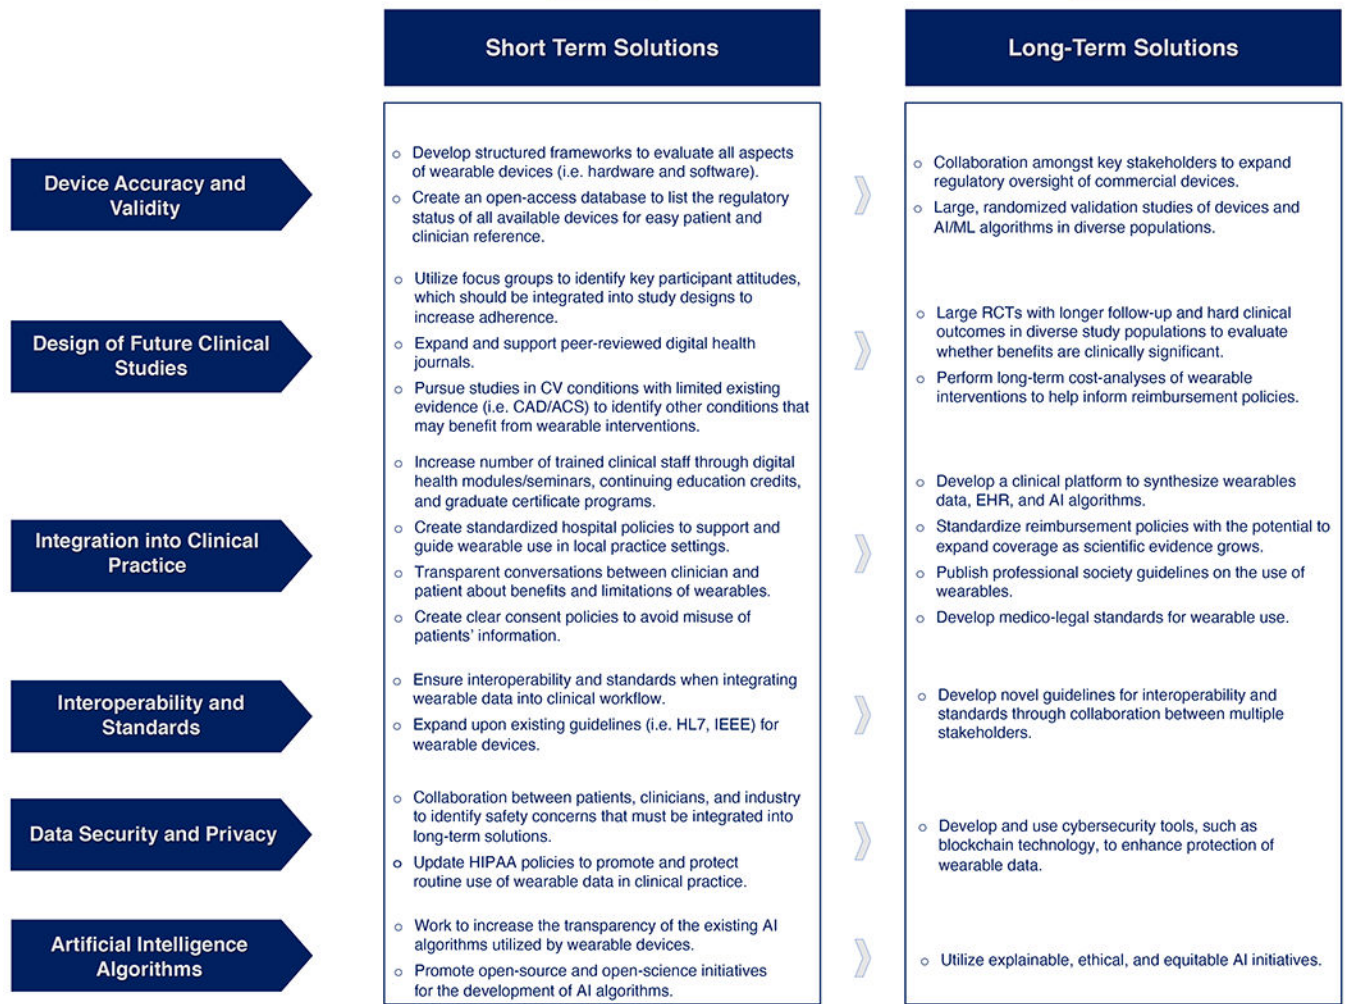 Short Term Solutions
Long-Term Solutions
Device Accuracy and
Validity
o Develop structured frameworks to evaluate all aspects
of wearable devices (i.e. hardware and software).
o Create an open-access database to list the regulatory
status of all available devices for easy patient and
clinician reference.
o Collaboration amongst key stakeholders to expand
regulatory oversight of commercial devices.
o Large, randomized validation studies of devices and
AI/ML algorithms in diverse populations.
Design of Future Clinical
Studies
o Utilize focus groups to identify key participant attitudes,
which should be integrated into study designs to
increase adherence.
o Expand and support peer-reviewed digital health
journals.
o Pursue studies in CV conditions with limited existing
evidence (i.e. CAD/ACS) to identify other conditions that
may benefit from wearable interventions.
o Large RCTs with longer follow-up and hard clinical
outcomes in diverse study populations to evaluate
whether benefits are clinically significant.
o Perform long-term cost-analyses of wearable
interventions to help inform reimbursement policies.
Integration into Clinical
Practice
o Increase number of trained clinical staff through digital
health modules/seminars, continuing education credits,
and graduate certificate programs.
o Create standardized hospital policies to support and
guide wearable use in local practice settings.
o Transparent conversations between clinician and
patient about benefits and limitations of wearables.
o Create clear consent policies to avoid misuse of
patients' information.
o Develop a clinical platform to synthesize wearables
data, EHR, and AI algorithms.
o Standardize reimbursement policies with the potential to
expand coverage as scientific evidence grows.
o Publish professional society guidelines on the use of
wearables.
o Develop medico-legal standards for wearable use.
Interoperability and
Standards
o Ensure interoperability and standards when integrating
wearable data into clinical workflow.
o Expand upon existing guidelines (i.e. HL7, IEEE) for
wearable devices.
o Develop novel guidelines for interoperability and
standards through collaboration between multiple
stakeholders.
Data Security and Privacy
o Collaboration between patients, clinicians, and industry
to identify safety concerns that must be integrated into
long-term solutions.
o Update HIPAA policies to promote and protect
routine use of wearable data in clinical practice.
o Develop and use cybersecurity tools, such as
blockchain technology, to enhance protection of
wearable data.
Artificial Intelligence
Algorithms
o Work to increase the transparency of the existing AI
algorithms utilized by wearable devices.
o Promote open-source and open-science initiatives
for the development of AI algorithms.
o Utilize explainable, ethical, and equitable AI initiatives.